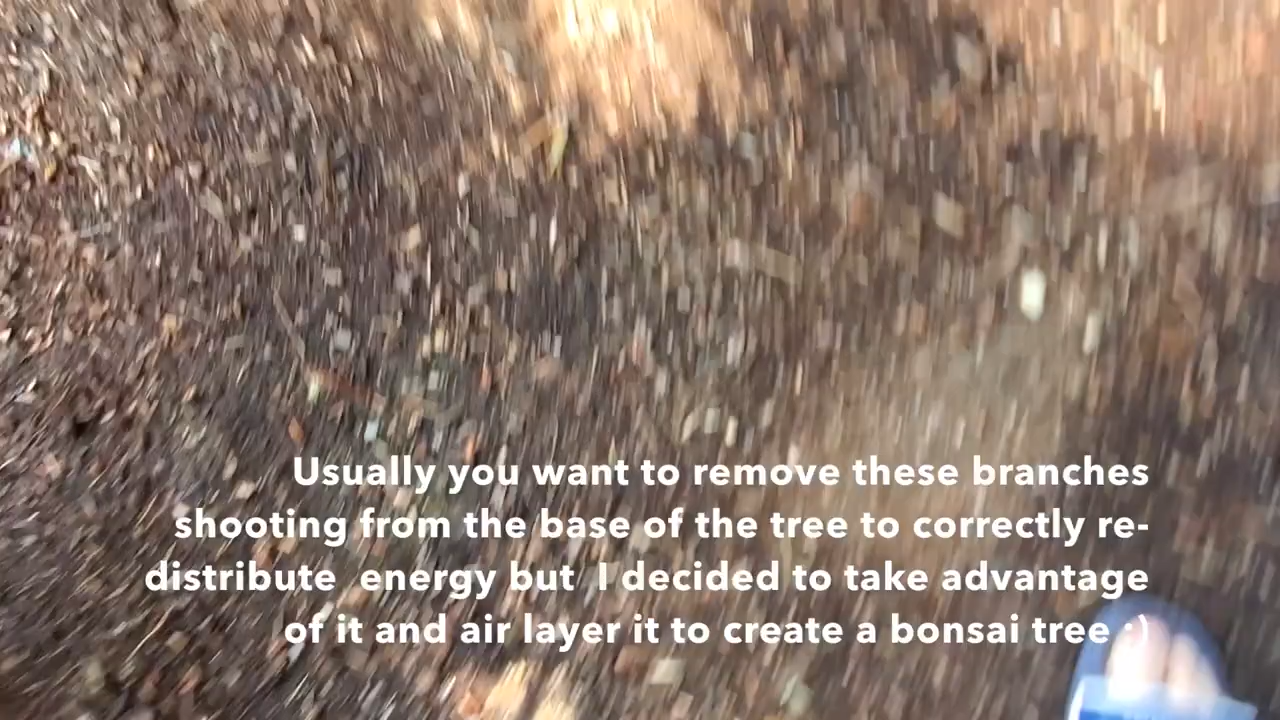 Usually you want to remove these branches
shooting from the base of the tree to correctly re-
distribute  energy but  I decided to take advantage
of it and air layer it to create a bonsai tree :)